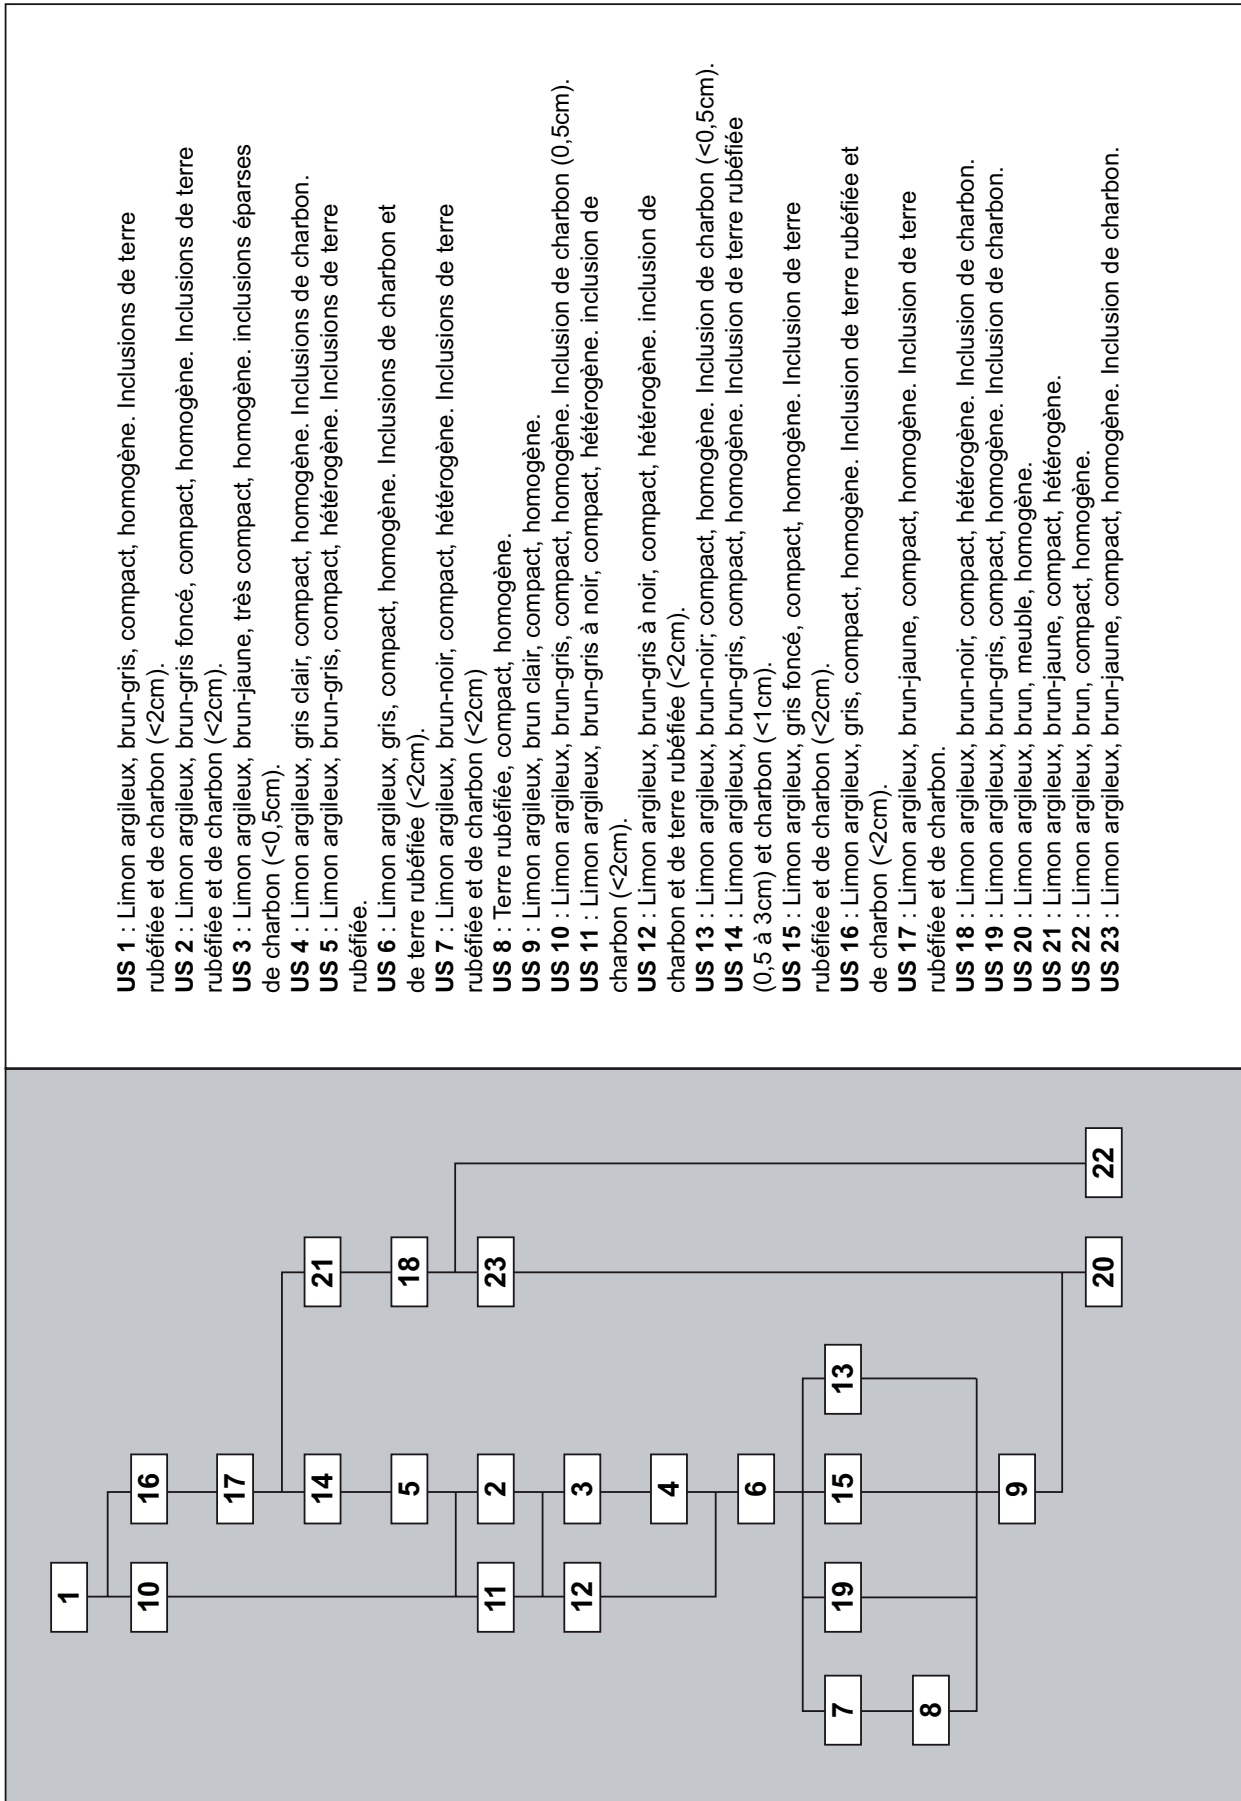 US 1 : Limon argileux, brun-gris, compact, homogène. Inclusions de terre
rubéfiée et de charbon (<2cm).
US 2 : Limon argileux, brun-gris foncé, compact, homogène. Inclusions de terre
rubéfiée et de charbon (<2cm).
US 3 : Limon argileux, brun-jaune, très compact, homogène. inclusions éparses
de charbon (<0,5cm).
US 4 : Limon argileux, gris clair, compact, homogène. Inclusions de charbon.
US 5 : Limon argileux, brun-gris, compact, hétérogène. Inclusions de terre
rubéfiée.
US 6 : Limon argileux, gris, compact, homogène. Inclusions de charbon et
de terre rubéfiée (<2cm).
US 7 : Limon argileux, brun-noir, compact, hétérogène. Inclusions de terre
rubéfiée et de charbon (<2cm)
US 8 : Terre rubéfiée, compact, homogène.
US 9 : Limon argileux, brun clair, compact, homogène.
US 10 : Limon argileux, brun-gris, compact, homogène. Inclusion de charbon (0,5cm).
US 11 : Limon argileux, brun-gris à noir, compact, hétérogène. inclusion de
charbon (<2cm).
US 12 : Limon argileux, brun-gris à noir, compact, hétérogène. inclusion de
charbon et de terre rubéfiée (<2cm).
US 13 : Limon argileux, brun-noir; compact, homogène. Inclusion de charbon (<0,5cm).
US 14 : Limon argileux, brun-gris, compact, homogène. Inclusion de terre rubéfiée
(0,5 à 3cm) et charbon (<1cm).
US 15 : Limon argileux, gris foncé, compact, homogène. Inclusion de terre
rubéfiée et de charbon (<2cm).
US 16 : Limon argileux, gris, compact, homogène. Inclusion de terre rubéfiée et
de charbon (<2cm).
US 17 : Limon argileux, brun-jaune, compact, homogène. Inclusion de terre
rubéfiée et de charbon.
US 18 : Limon argileux, brun-noir, compact, hétérogène. Inclusion de charbon.
US 19 : Limon argileux, brun-gris, compact, homogène. Inclusion de charbon.
US 20 : Limon argileux, brun, meuble, homogène.
US 21 : Limon argileux, brun-jaune, compact, hétérogène.
US 22 : Limon argileux, brun, compact, homogène.
US 23 : Limon argileux, brun-jaune, compact, homogène. Inclusion de charbon.
1
10
16
17
21
14
18
5
11
2
23
12
3
4
6
7
19
15
13
8
9
20
22